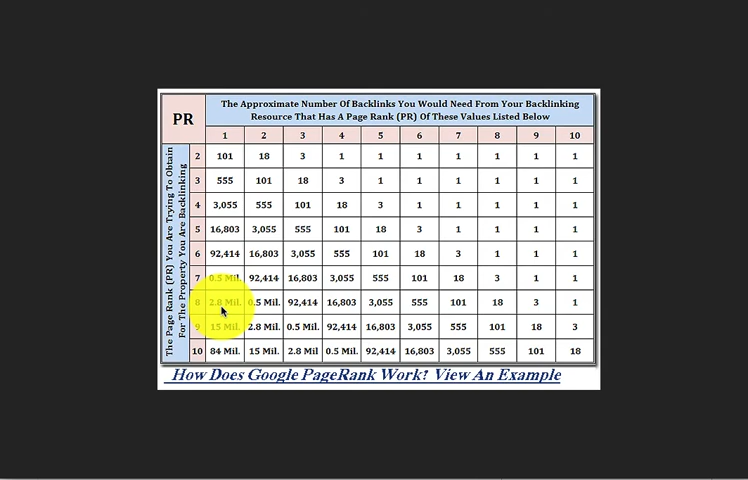 PR
The Approximate Number Of Backlinks You Would Need From Your Backlinking
Resource That Has A Page Rank (PR) Of These Values Listed Below
1 2 3 4 5 6 7 8 9 10
The Page Rank (PR) You Are Trying To Obtain
For The Property You Are Backlinking
2 101 18 3 1 1 1 1 1 1 1
3 555 101 18 3 1 1 1 1 1 1
4 3,055 555 101 18 3 1 1 1 1 1
5 16,803 3,055 555 101 18 3 1 1 1 1
6 92,414 16,803 3,055 555 101 18 3 1 1 1
7 0.5 Mil. 92,414 16,803 3,055 555 101 18 3 1 1
8 2.8 Mil. 0.5 Mil. 92,414 16,803 3,055 555 101 18 3 1
9 15 Mil. 2.8 Mil. 0.5 Mil. 92,414 16,803 3,055 555 101 18 3
10 84 Mil. 15 Mil. 2.8 Mil 0.5 Mil. 92,414 16,803 3,055 555 101 18
How Does Google PageRank Work? View An Example